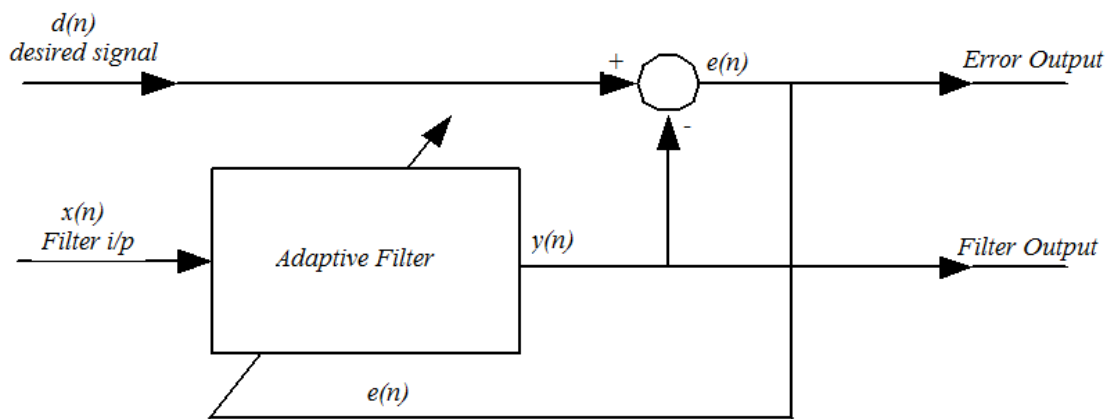 d(n)
desired signal
+
e(n)
Error Output
-
x(n)
Filter i/p
Adaptive Filter
y(n)
Filter Output
e(n)